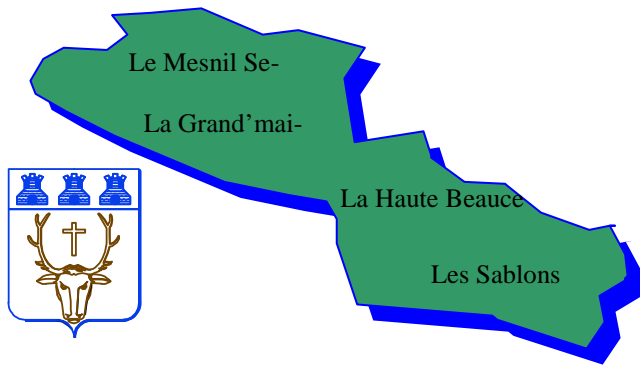 Le Mesnil Se-
La Grand’mai-
La Haute Beauce
Les Sablons